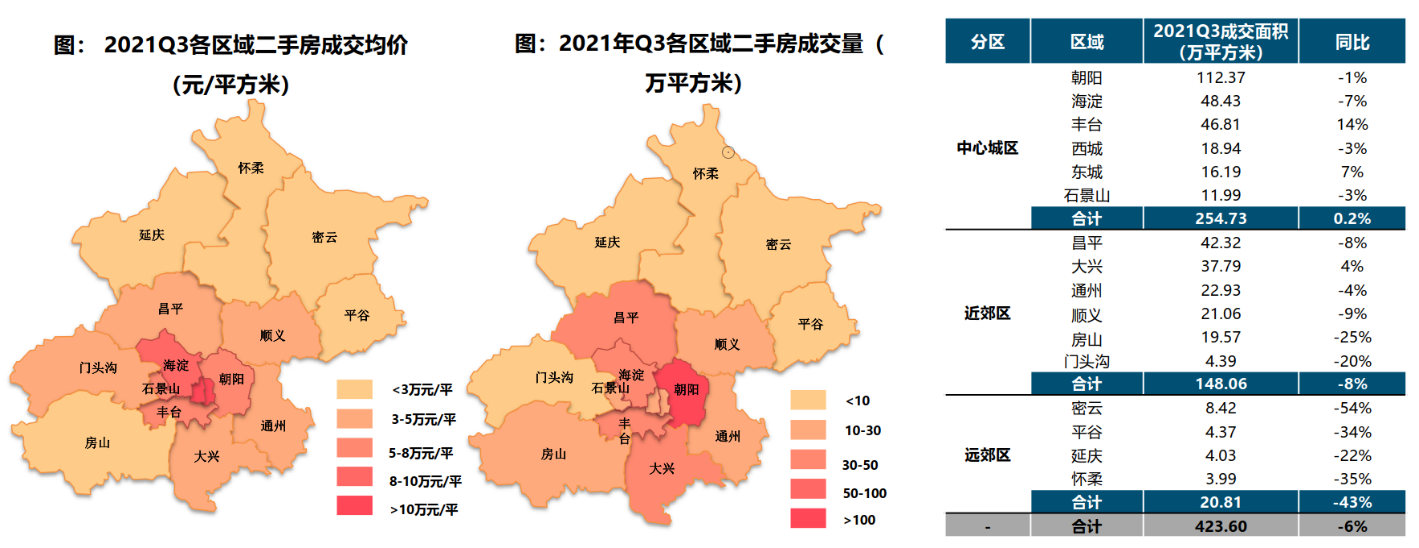 图： 2021Q3各区域二手房成交均价
（元/平方米）
怀柔
延庆
密云
昌平
顺义
平谷
门头沟
海淀
朝阳
石景山
丰台
房山
大兴
通州
<3万元/平
3-5万元/平
5-8万元/平
8-10万元/平
>10万元/平
图：2021年Q3各区域二手房成交量（
万平方米）
怀柔
延庆
密云
昌平
顺义
平谷
门头沟
海淀
朝阳
石景山
丰
台
房山
大兴
通州
<10
10-30
30-50
50-100
>100
分区 区域 2021Q3成交面积
（万平方米） 同比
朝阳 112.37 -1%
海淀 48.43 -7%
丰台 46.81 14%
中心城区 西城 18.94 -3%
东城 16.19 7%
石景山 11.99 -3%
合计 254.73 0.2%
昌平 42.32 -8%
大兴 37.79 4%
通州 22.93 -4%
近郊区 顺义 21.06 -9%
房山 19.57 -25%
门头沟 4.39 -20%
合计 148.06 -8%
密云 8.42 -54%
平谷 4.37 -34%
远郊区 延庆 4.03 -22%
怀柔 3.99 -35%
合计 20.81 -43%
- 合计 423.60 -6%